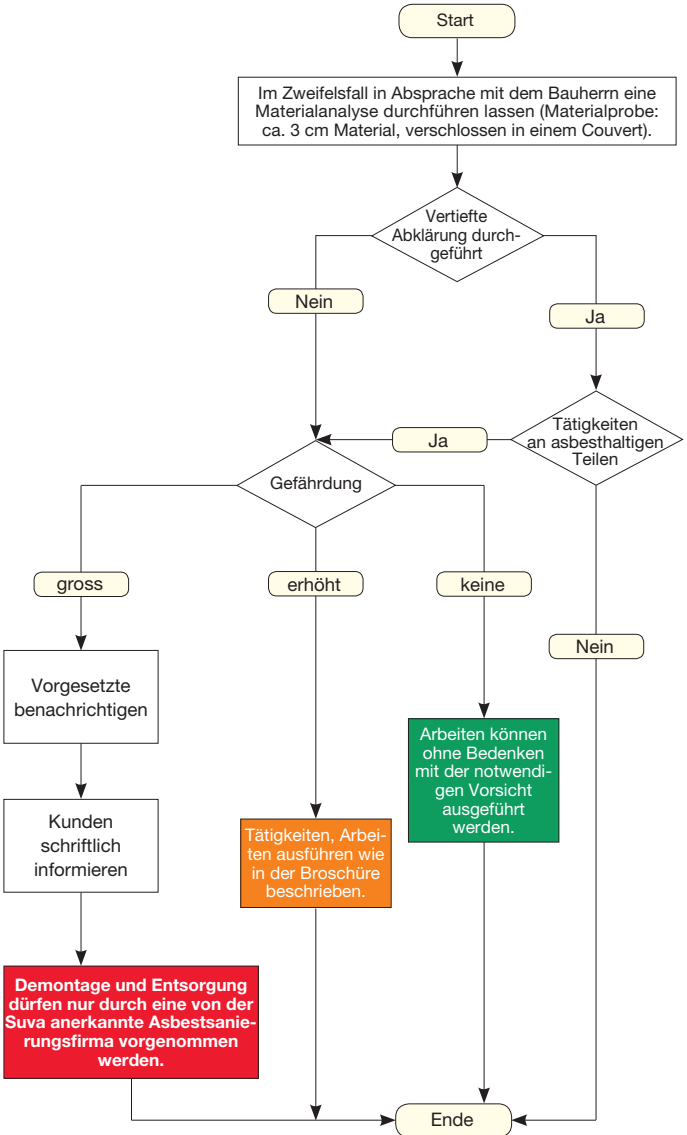 Start
Im Zweifelsfall in Absprache mit dem Bauherrn eine
Materialanalyse durchführen lassen (Materialprobe:
ca. 3 cm Material, verschlossen in einem Couvert).
Vertiefte
Abklärung durch-
geführt
Nein
Ja
Tätigkeiten
an asbesthaltigen
Teilen
Ja
Gefährdung
gross
erhöht
keine
Nein
Vorgesetzte
benachrichtigen
Arbeiten können
ohne Bedenken
mit der notwendi-
gen Vorsicht
ausgeführt
werden.
Kunden
schriftlich
informieren
Tätigkeiten, Arbei-
ten ausführen wie
in der Broschüre
beschrieben.
Demontage und Entsorgung
dürfen nur durch eine von der
Suva anerkannte Asbestsanie-
rungsfirma vorgenommen
werden.
Ende